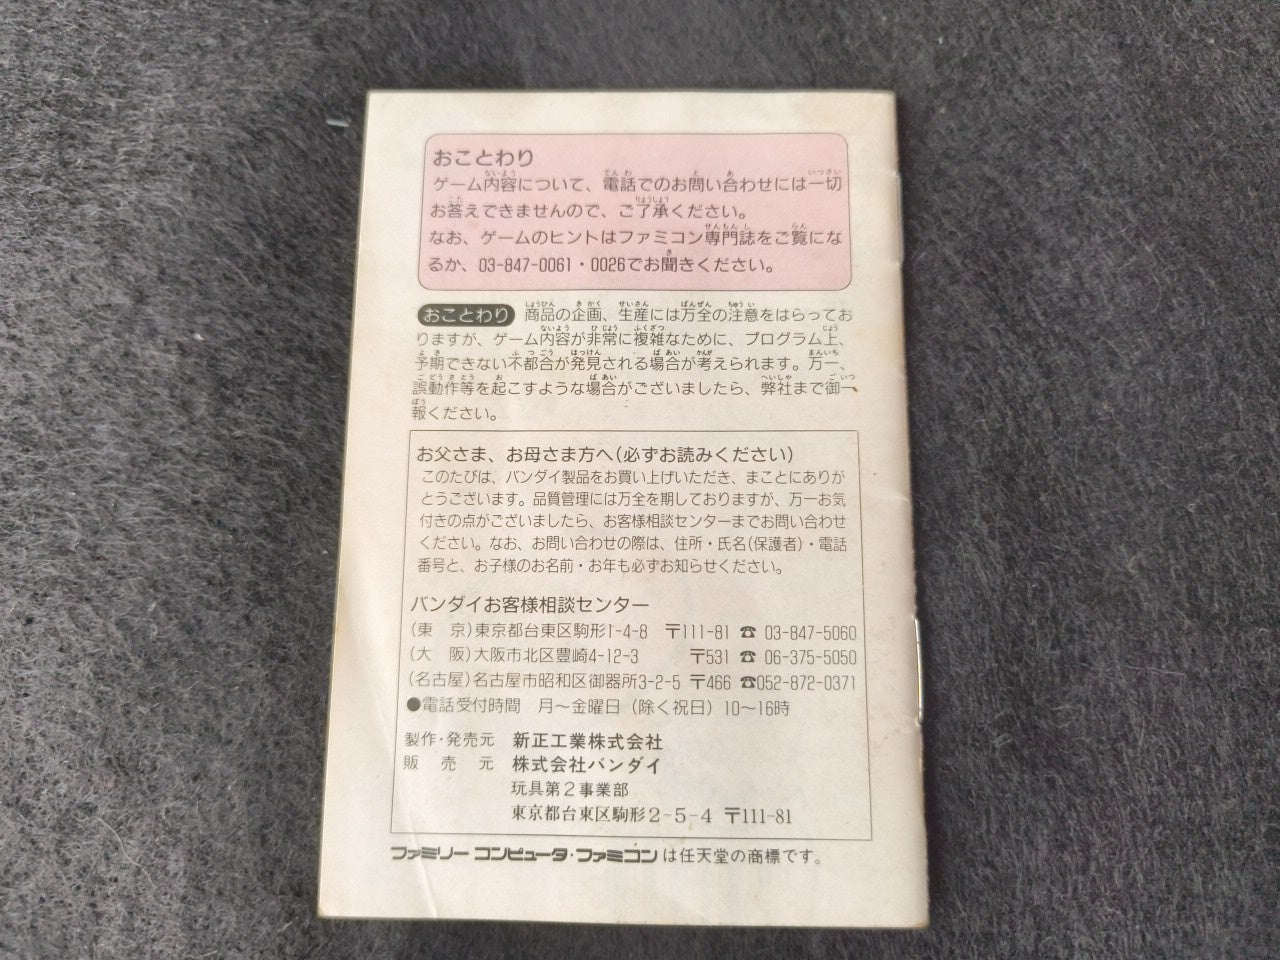 おことわり
ゲーム内容について、電話でのお問い合わせには一切
お答えできませんので、ご了承ください。
なお、ゲームのヒントはファミコン専門誌をご覧にな
るか、03-847-0061・0026でお聞きください。
おことわり 商品の企画、生産には万全の注意をはらってお
りますが、ゲーム内容が非常に複雑なために、プログラム上、
予期できない不都合が発見される場合が考えられます。万一、
誤動作等を起こすような場合がございましたら、弊社まで御一
報ください。
お父さま、お母さま方へ(必ずお読みください)
このたびは、バンダイ製品をお買い上げいただき、まことにありが
とうございます。品質管理には万全を期しておりますが、万一お気
付きの点がございましたら、お客様相談センターまでお問い合わせ
ください。なお、お問い合わせの際は、住所・氏名(保護者)・電話
番号と、お子様のお名前・お年も必ずお知らせください。
バンダイお客様相談センター
(東 京)東京都台東区駒形1-4-8 〒111-81 ☎ 03-847-5060
(大 阪)大阪市北区豊崎4-12-3 〒531 ☎ 06-375-5050
(名古屋)名古屋市昭和区御器所3-2-5 〒466 ☎052-872-0371
●電話受付時間 月〜金曜日(除く祝日)10〜16時
製作・発売元 新正工業株式会社
販売元 株式会社バンダイ
玩具第2事業部
東京都台東区駒形2-5-4 〒111-81
ファミリーコンピュータ・ファミコンは任天堂の商標です。